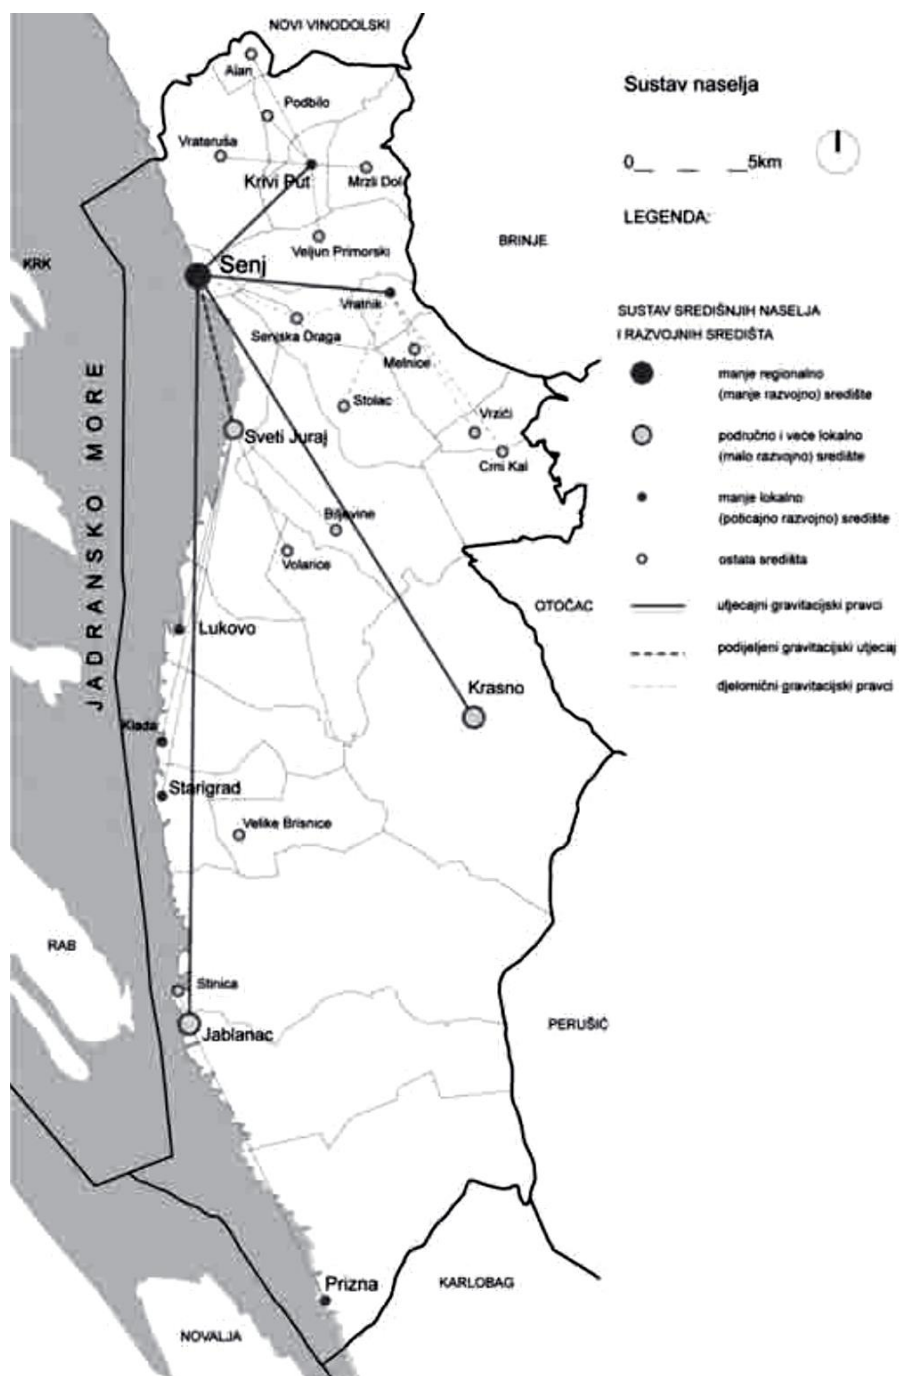 NOVI VINODOLSKI
Alan
Podbilo
Vrataruša
Krivi Put
Mrzli Dol
Veljun Primorski
KRK
Senj
BRINJE
Vratnik
Senjska Draga
Melnice
Stolac
Vrzići
Crni Kal
Sveti Juraj
JADRANSKO MORE
Biljevine
Volarice
OTOČAC
Lukovo
Krasno
Klada
Starigrad
Velike Brisnice
RAB
Stinica
Jablanac
PERUŠIĆ
Prizna
KARLOBAG
NOVALJA
Sustav naselja
0 5km
LEGENDA:
SUSTAV SREDIŠNJIH NASELJA
I RAZVOJNIH SREDIŠTA
manje regionalno
(manje razvojno) središte
područno i veće lokalno
(malo razvojno) središte
manje lokalno
(poticajno razvojno) središte
ostala središta
utjecajni gravitacijski pravci
podijeljeni gravitacijski utjecaj
djelomični gravitacijski pravci